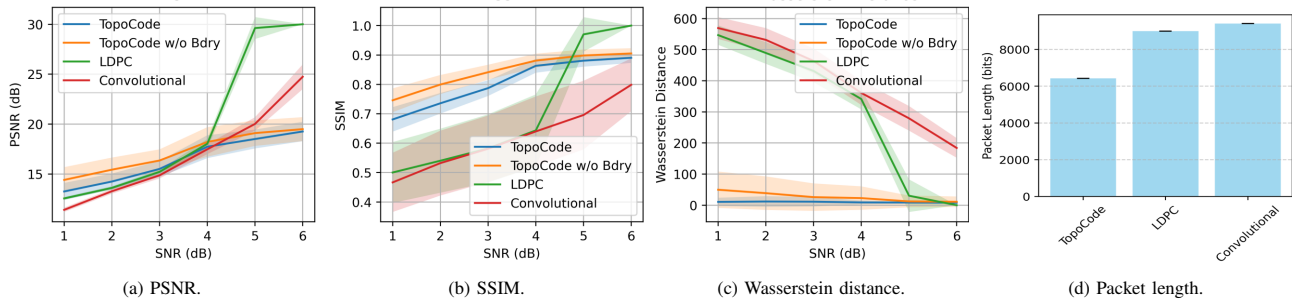 PSNR (dB)
30
25
20
15
1 2 3 4 5 6
SNR (dB)
TopoCode
TopoCode w/o Bdry
LDPC
Convolutional
(a) PSNR.
SSIM
1.0
0.9
0.8
0.7
0.6
0.5
0.4
1 2 3 4 5 6
SNR (dB)
TopoCode
TopoCode w/o Bdry
LDPC
Convolutional
(b) SSIM.
Wasserstein Distance
600
500
400
300
200
100
0
1 2 3 4 5 6
SNR (dB)
TopoCode
TopoCode w/o Bdry
LDPC
Convolutional
(c) Wasserstein distance.
Packet Length (bits)
8000
6000
4000
2000
0
TopoCode
LDPC
Convolutional
(d) Packet length.